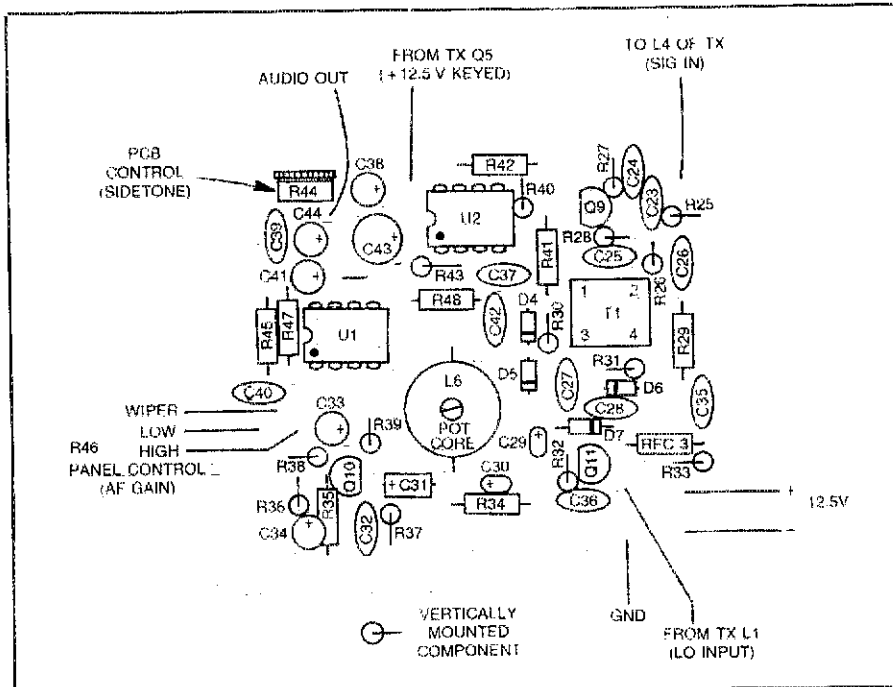 FROM TX Q5
(+12.5 V KEYED)
TO L4 OF TX
(SIG IN)
AUDIO OUT
PCB
CONTROL
(SIDETONE)
R44
C38
R42
R40
U2
R27
C24
Q9
C23
R25
C44
C39
C43
R28
C25
R26
C26
C41
R43
C37
R41
R45
R47
U1
R48
C42
D4
R30
1
2
T1
3
4
R29
C40
L6
POT
CORE
D5
C27
R31
D6
C28
C35
WIPER
LOW
HIGH
R46
PANEL CONTROL
(AF GAIN)
C33
R39
R38
Q10
C29
D7
R32
Q11
RFC 3
R33
R36
R35
C34
C32
+ C31
R37
C30
R34
C36
+
12.5V
GND
FROM TX L1
(LO INPUT)
VERTICALLY
MOUNTED
COMPONENT